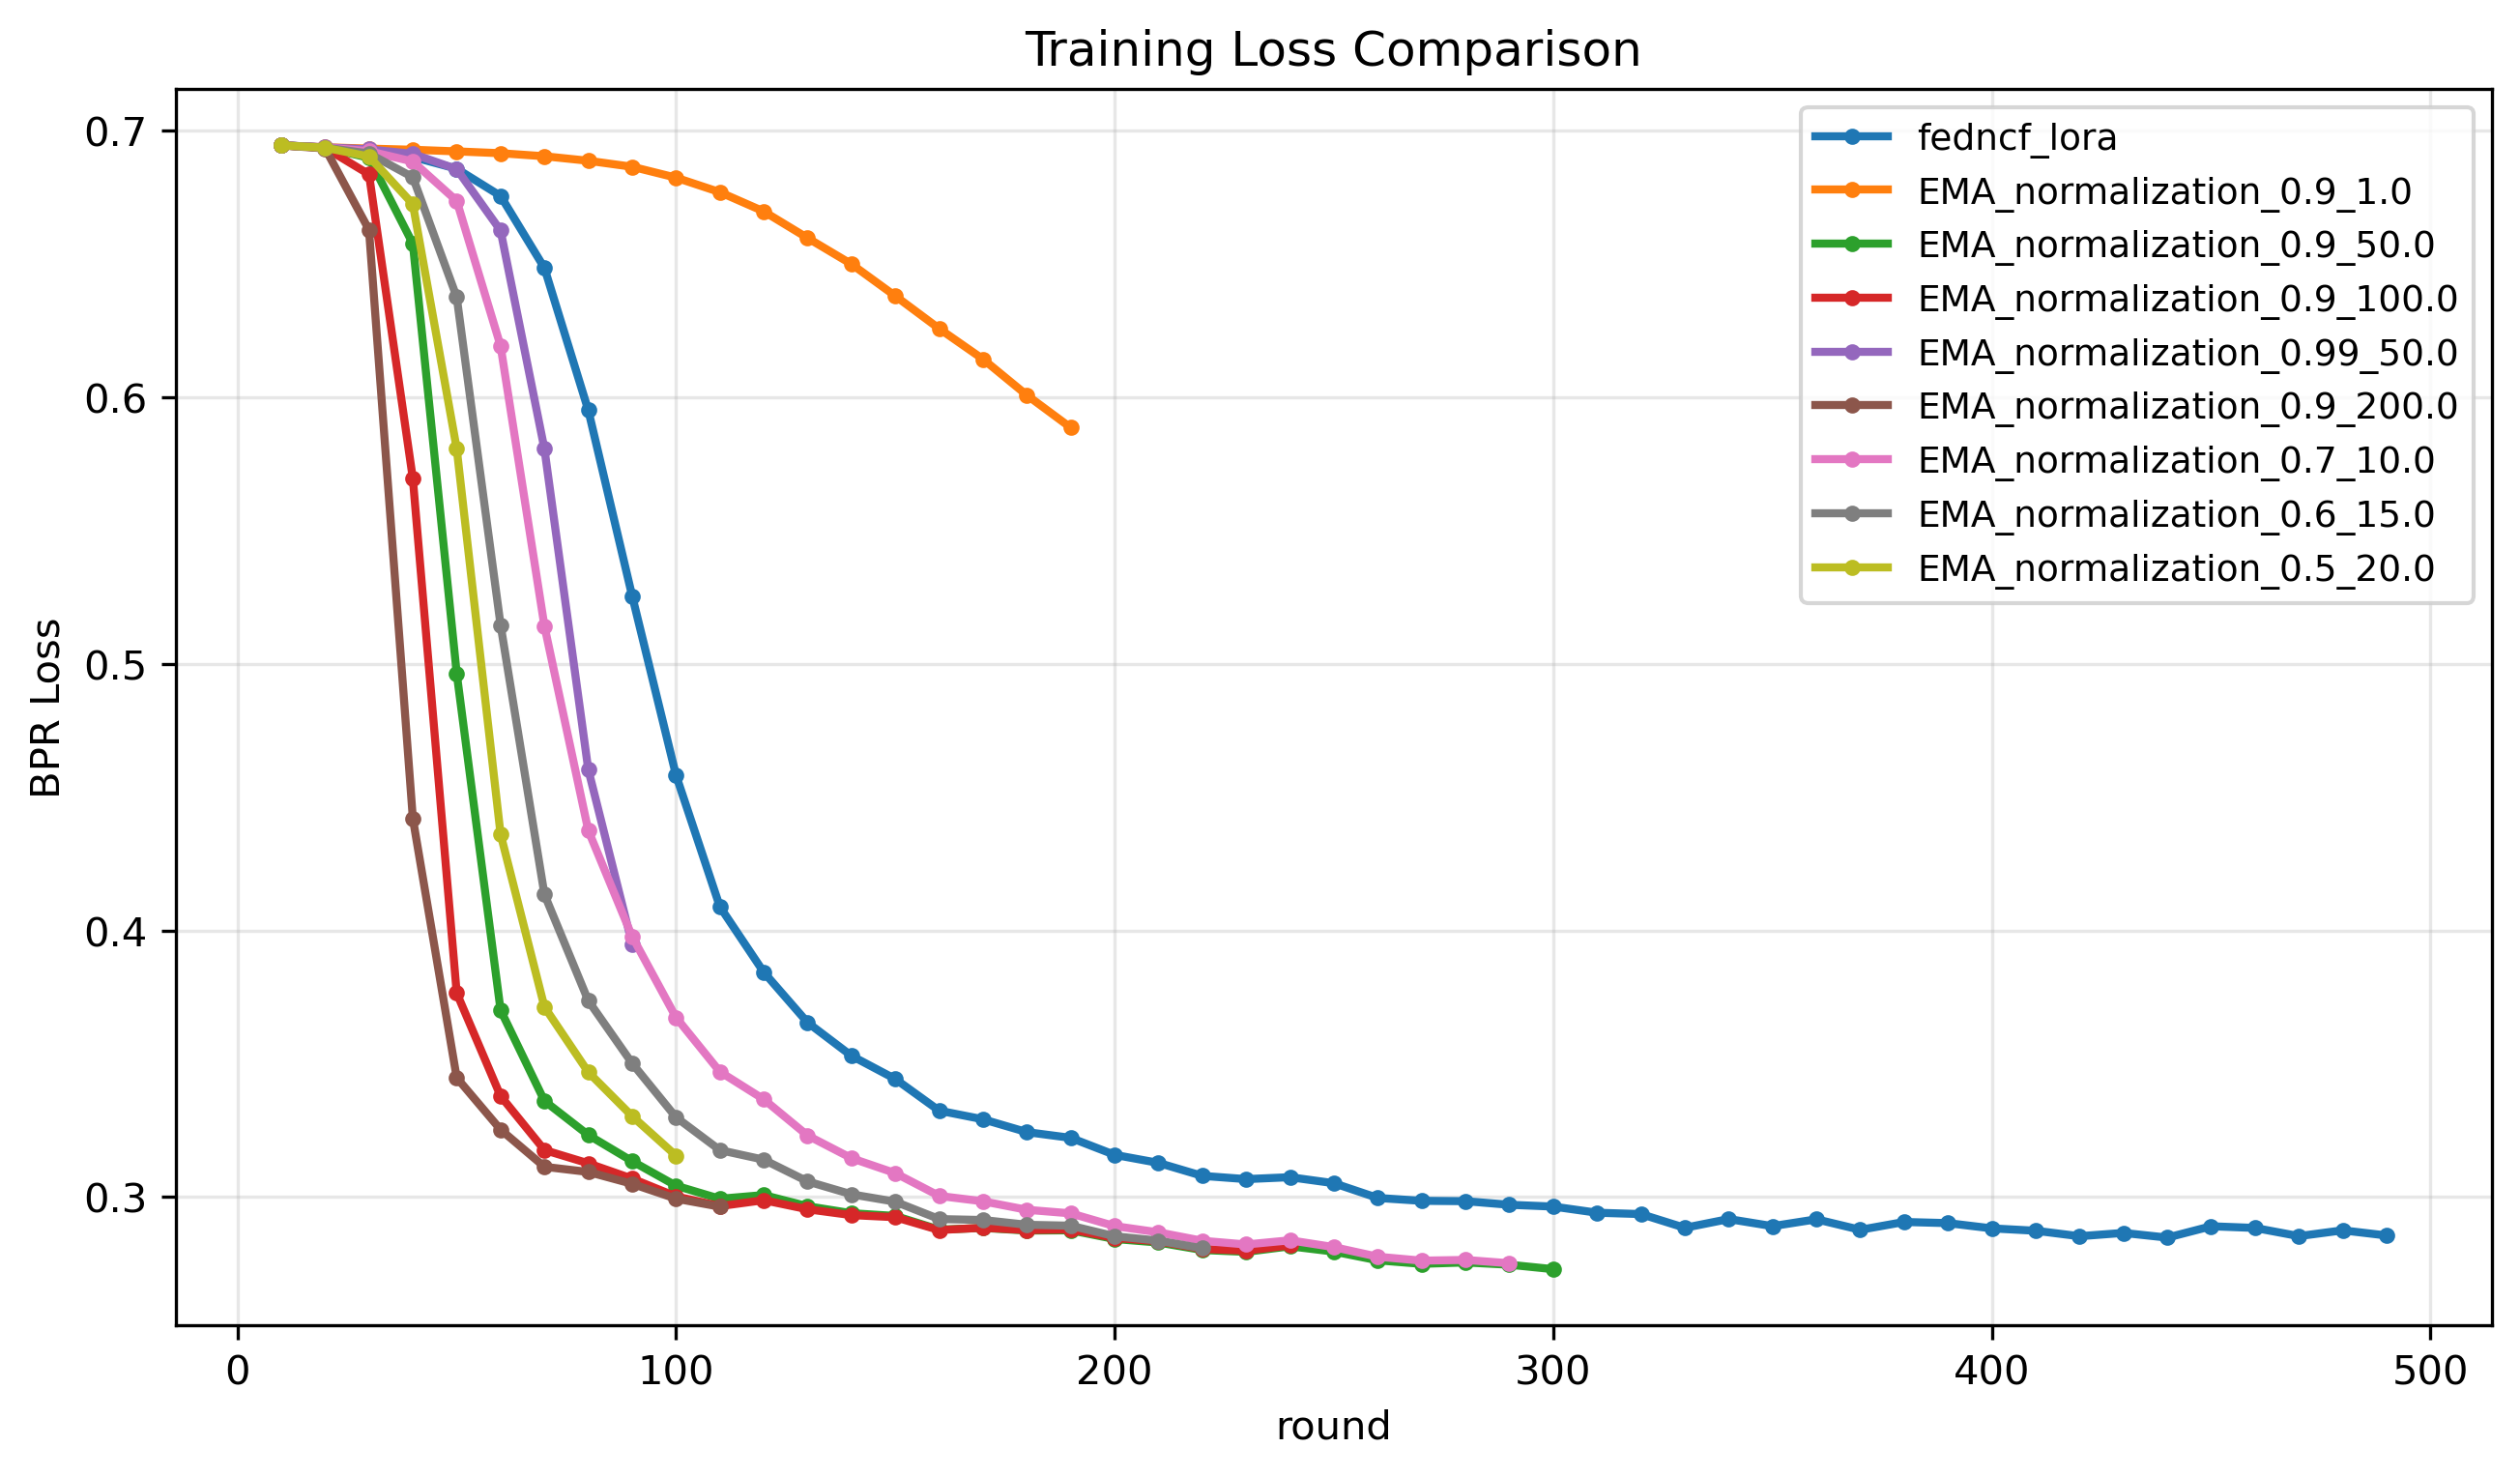 Training Loss Comparison
0.7
0.6
0.5
0.4
0.3
BPR Loss
fedncf_lora
EMA_normalization_0.9_1.0
EMA_normalization_0.9_50.0
EMA_normalization_0.9_100.0
EMA_normalization_0.99_50.0
EMA_normalization_0.9_200.0
EMA_normalization_0.7_10.0
EMA_normalization_0.6_15.0
EMA_normalization_0.5_20.0
0 100 200 300 400 500
round